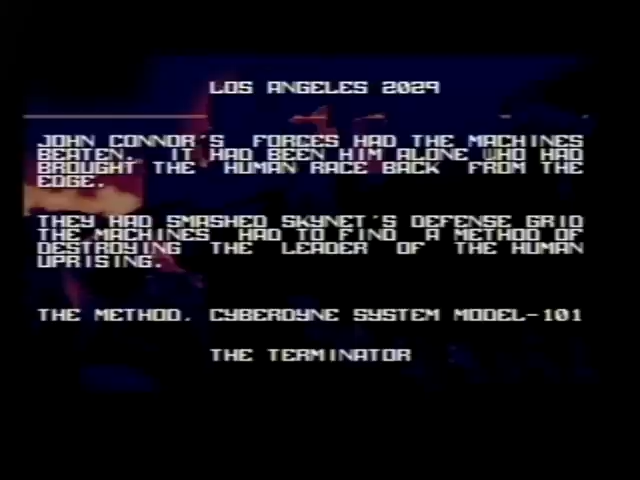 LOS ANGELES 2029
JOHN CONNOR'S FORCES HAD THE MACHINES
BEATEN. IT HAD BEEN HIM ALONE WHO HAD
BROUGHT THE HUMAN RACE BACK FROM THE
EDGE.
THEY HAD SMASHED SKYNET'S DEFENSE GRID
THE MACHINES HAD TO FIND A METHOD OF
DESTROYING THE LEADER OF THE HUMAN
UPRISING.
THE METHOD. CYBERDYNE SYSTEM MODEL-101
THE TERMINATOR